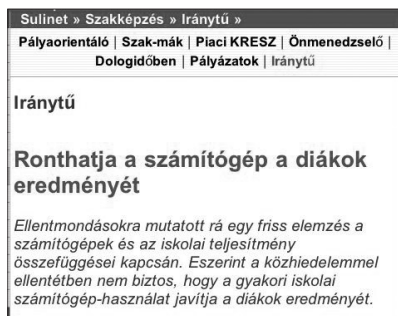 Sulinet » Szakképzés » Iránytű »
Pályaorientáló | Szak-mák | Piaci KRESZ | Önmenedzselő |
Dologidőben | Pályázatok | Iránytű
Iránytű
Ronthatja a számítógép a diákok
eredményét
Ellentmondásokra mutatott rá egy friss elemzés a
számítógépek és az iskolai teljesítmény
összefüggései kapcsán. Eszerint a közhiedelemmel
ellentétben nem biztos, hogy a gyakori iskolai
számítógép-használat javítja a diákok eredményét.